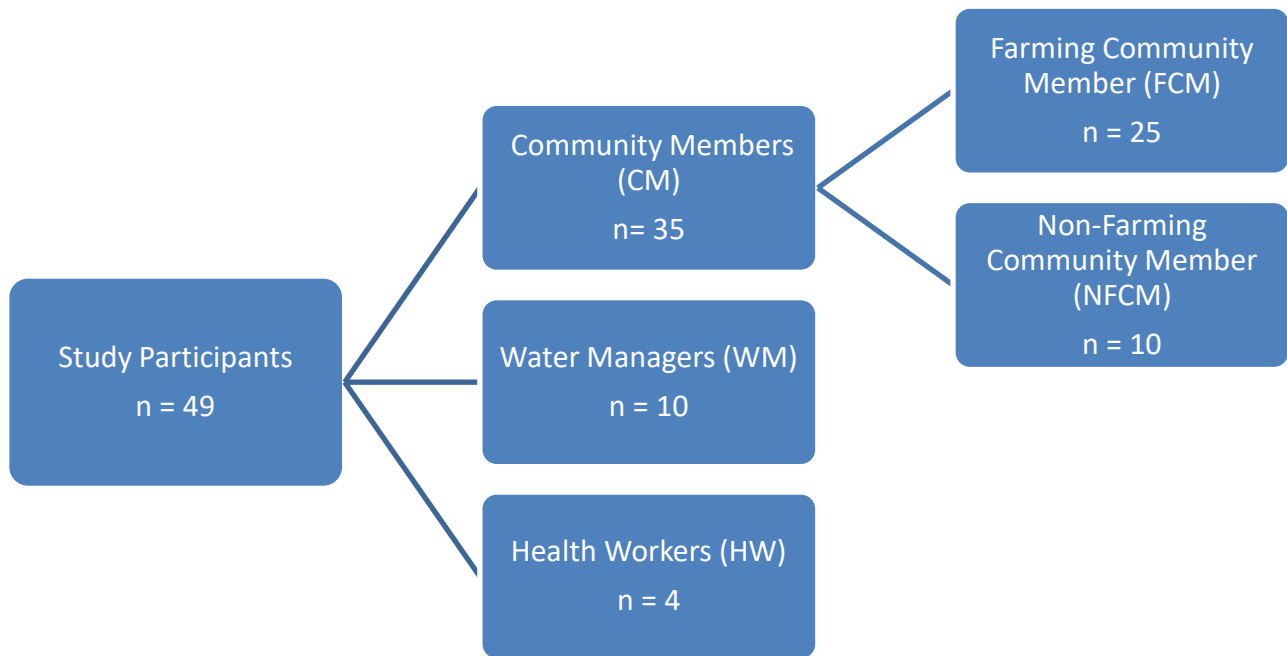 Study Participants
n = 49
Community Members
(CM)
n= 35
Water Managers (WM)
n = 10
Health Workers (HW)
n = 4
Farming Community
Member (FCM)
n = 25
Non-Farming
Community Member
(NFCM)
n = 10